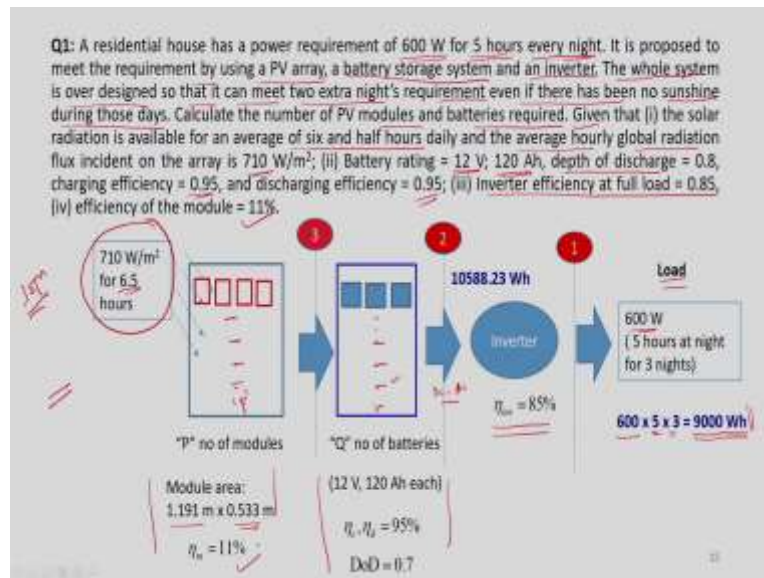 Q1: A residential house has a power requirement of 600 W for 5 hours every night. It is proposed to
meet the requirement by using a PV array, a battery storage system and an inverter. The whole system
is over designed so that it can meet two extra night's requirement even if there has been no sunshine
during those days. Calculate the number of PV modules and batteries required. Given that (i) the solar
radiation is available for an average of six and half hours daily and the average hourly global radiation
flux incident on the array is 710 W/m²; (ii) Battery rating = 12 V; 120 Ah, depth of discharge = 0.8,
charging efficiency = 0.95, and discharging efficiency = 0.95; (iii) Inverter efficiency at full load = 0.85,
(iv) efficiency of the module = 11%.
3
2
1
710 W/m²
for 6.5
hours
10588.23 Wh
Load
Inverter
600 W
( 5 hours at night
for 3 nights)
= 85%
600 x 5 x 3 = 9000 Wh
"P" no of modules
"Q" no of batteries
Module area:
1.191 m x 0.533 m
ηm = 11%
(12 V, 120 Ah each)
ηc, ηd = 95%
DoD = 0.7